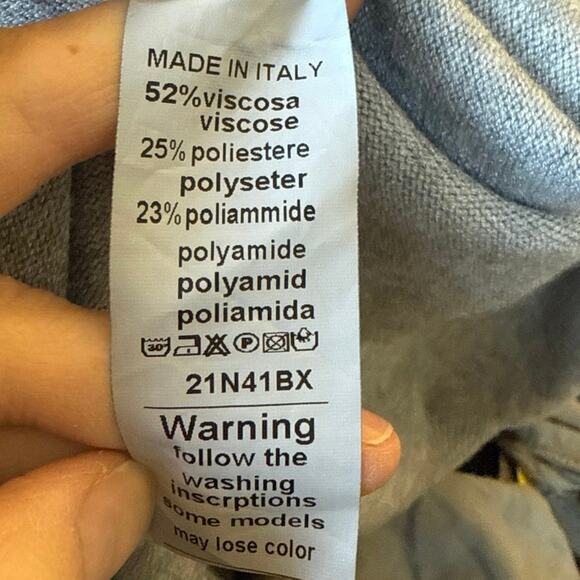 MADE IN ITALY
52%viscosa
viscose
25% poliestere
polyseter
23%poliammide
polyamide
polyamid
poliamida
30° P
21N41BX
Warning
follow the
washing
inscrptions
some models
may lose color